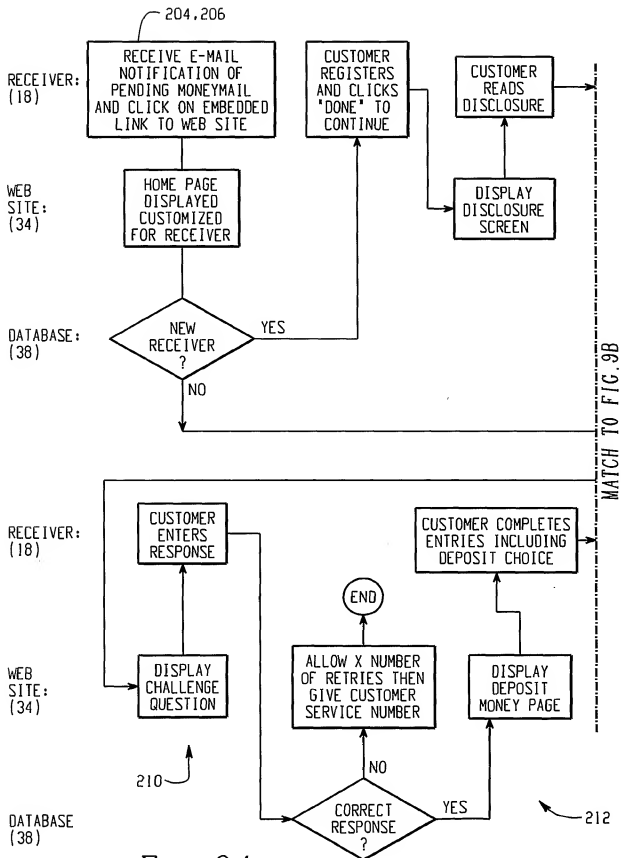 204,206
RECEIVER:
(18)
RECEIVE E-MAIL
NOTIFICATION OF
PENDING MONEYMAIL
AND CLICK ON EMBEDDED
LINK TO WEB SITE
CUSTOMER
REGISTERS
AND CLICKS
"DONE" TO
CONTINUE
CUSTOMER
READS
DISCLOSURE
WEB
SITE:
(34)
HOME PAGE
DISPLAYED
CUSTOMIZED
FOR RECEIVER
DISPLAY
DISCLOSURE
SCREEN
DATABASE:
(38)
NEW
RECEIVER
?
YES
NO
MATCH TO FIG.9B
RECEIVER:
(18)
CUSTOMER
ENTERS
RESPONSE
CUSTOMER COMPLETES
ENTRIES INCLUDING
DEPOSIT CHOICE
END
WEB
SITE:
(34)
DISPLAY
CHALLENGE
QUESTION
ALLOW X NUMBER
OF RETRIES THEN
GIVE CUSTOMER
SERVICE NUMBER
DISPLAY
DEPOSIT
MONEY PAGE
210
NO
DATABASE
(38)
CORRECT
RESPONSE
?
YES
212